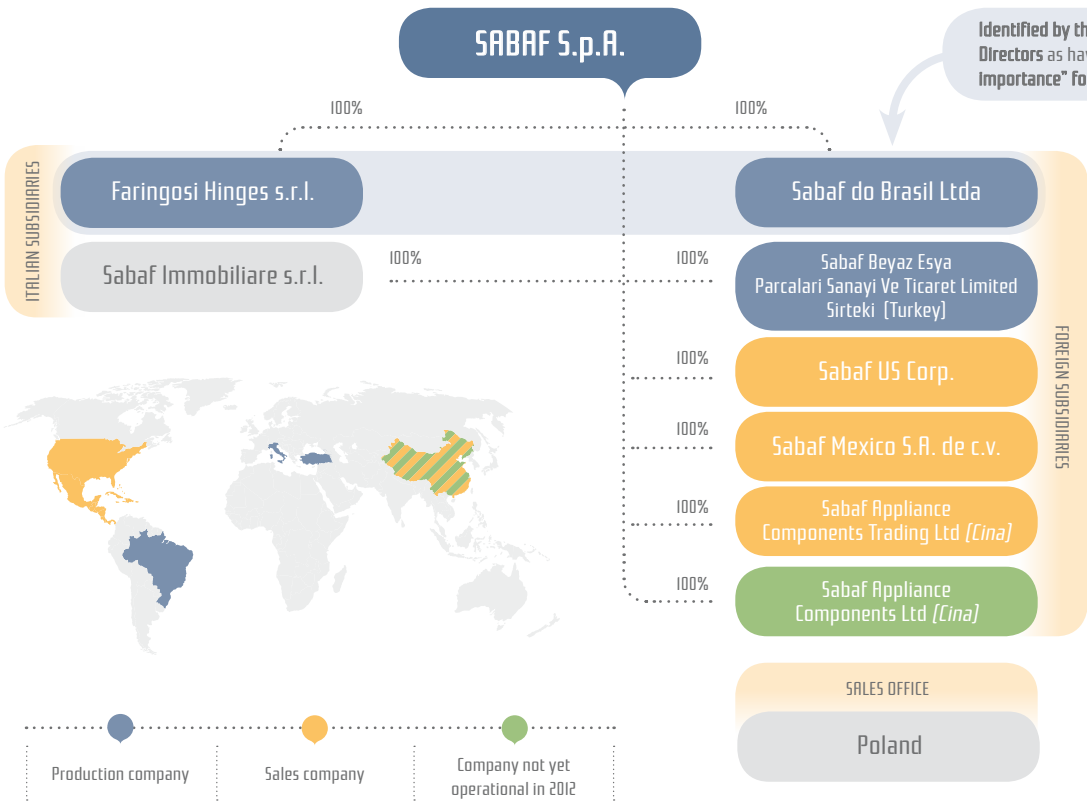 SABAF S.p.A.
Identified by th
Directors as hav
importance" fo
100%
100%
ITALIAN SUBSIDIARIES
Faringosi Hinges s.r.l.
Sabaf do Brasil Ltda
Sabaf Immobiliare s.r.l.
100%
100%
Sabaf Beyaz Esya
Parcalari Sanayi Ve Ticaret Limited
Sirteki (Turkey)
FOREIGN SUBSIDIARIES
100%
Sabaf US Corp.
100%
Sabaf Mexico S.A. de c.v.
100%
Sabaf Appliance
Components Trading Ltd (Cina)
100%
Sabaf Appliance
Components Ltd (Cina)
SALES OFFICE
Poland
Production company
Sales company
Company not yet
operational in 2012